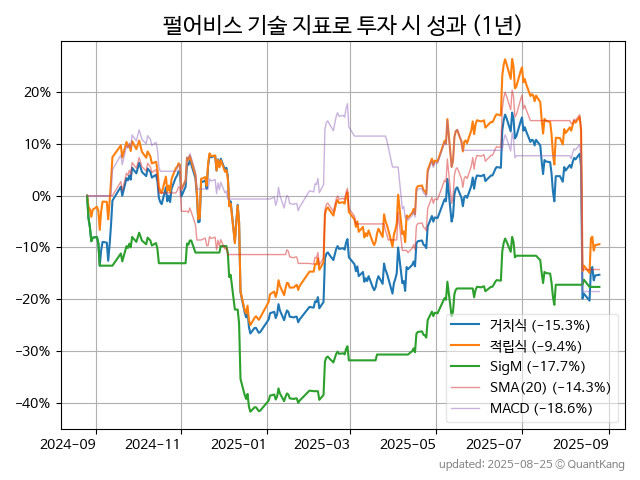 펄어비스 기술 지표로 투자 시 성과 (1년)
20%
10%
0%
−10%
−20%
−30%
−40%
거치식 (−15.3%)
적립식 (−9.4%)
SigM (−17.7%)
SMA(20) (−14.3%)
MACD (−18.6%)
2024-09 2024-11 2025-01 2025-03 2025-05 2025-07 2025-09
updated: 2025-08-25 © QuantKang